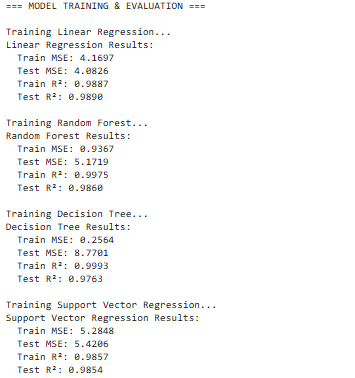 === MODEL TRAINING & EVALUATION ===
Training Linear Regression...
Linear Regression Results:
Train MSE: 4.1697
Test MSE: 4.0826
Train R²: 0.9887
Test R²: 0.9890
Training Random Forest...
Random Forest Results:
Train MSE: 0.9367
Test MSE: 5.1719
Train R²: 0.9975
Test R²: 0.9860
Training Decision Tree...
Decision Tree Results:
Train MSE: 0.2564
Test MSE: 8.7701
Train R²: 0.9993
Test R²: 0.9763
Training Support Vector Regression...
Support Vector Regression Results:
Train MSE: 5.2848
Test MSE: 5.4206
Train R²: 0.9857
Test R²: 0.9854